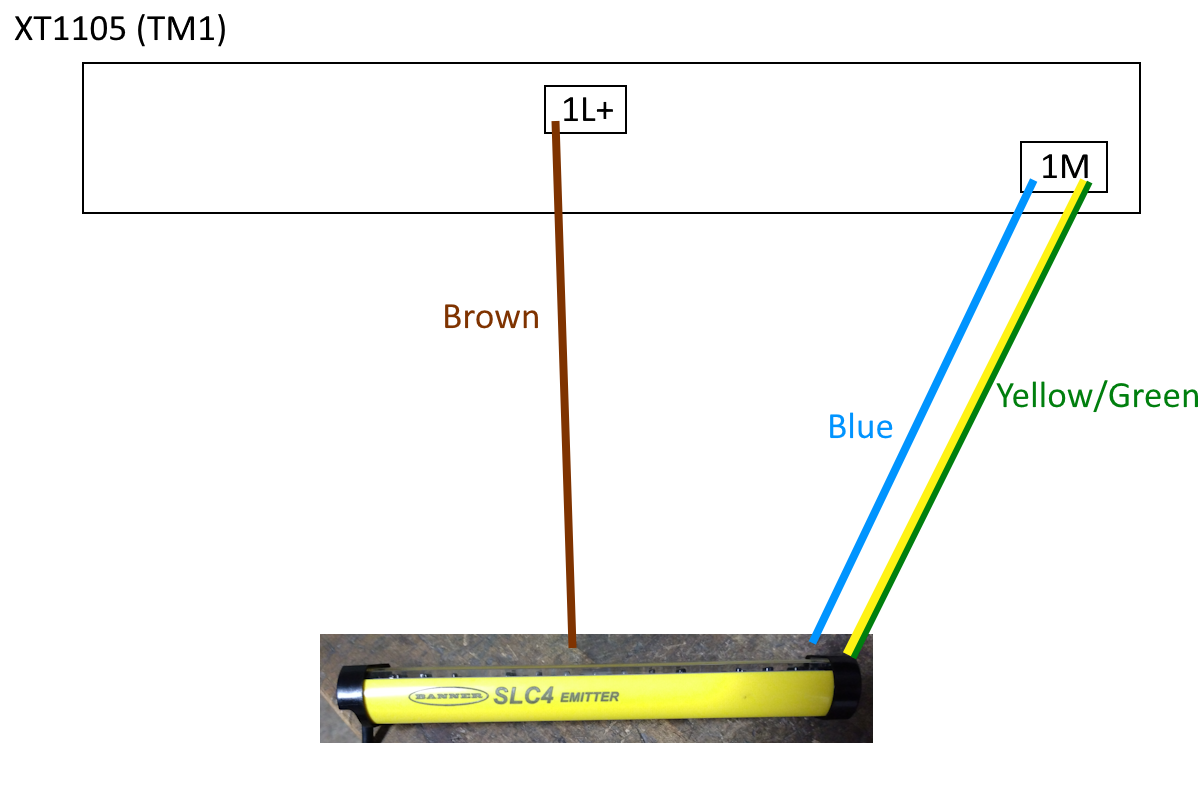 XT1105 (TM1)
1L+
1M
Brown
Yellow/Green
Blue
BANNER SLC4 EMITTER